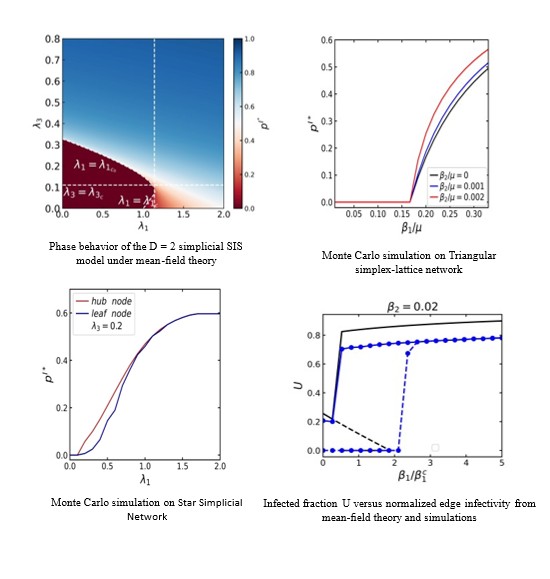 0.8
0.7
0.6
0.5
0.4
0.3
0.2
0.1
0.0
λ₃
λ₁ = λ₁
λ₃ = λ₃
λ₁ = λ
0.0 0.5 1.0 1.5 2.0
λ₁
1.0
0.8
0.6
0.4
0.2
0.0
Phase behavior of the D = 2 simplicial SIS
model under mean-field theory
0.6
0.5
0.4
0.3
0.2
0.1
0.0
p^{r*}
β₂/μ = 0
β₂/μ = 0.001
β₂/μ = 0.002
0.05 0.10 0.15 0.20 0.25 0.30
β₁/μ
Monte Carlo simulation on Triangular
simplex-lattice network
0.6
0.4
0.2
0.0
p^{r*}
hub node
leaf node
λ₃ = 0.2
0.0 0.5 1.0 1.5 2.0
λ₁
Monte Carlo simulation on Star Simplicial
Network
β₂ = 0.02
0.8
0.6
0.4
0.2
0.0
U
0 1 2 3 4 5
β₁/β₁ᶜ
Infected fraction U versus normalized edge infectivity from
mean-field theory and simulations